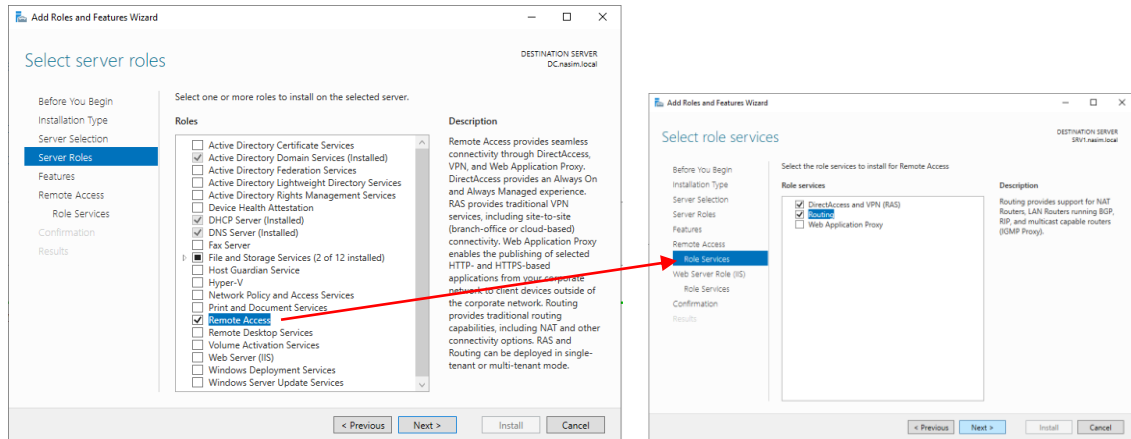 Add Roles and Features Wizard
Select server roles
DESTINATION SERVER
DC.nasim.local
Before You Begin
Installation Type
Server Selection
Server Roles
Features
Remote Access
Role Services
Confirmation
Results
Select one or more roles to install on the selected server.
Roles
Active Directory Certificate Services
Active Directory Domain Services (Installed)
Active Directory Federation Services
Active Directory Lightweight Directory Services
Active Directory Rights Management Services
Device Health Attestation
DHCP Server (Installed)
DNS Server (Installed)
Fax Server
File and Storage Services (2 of 12 installed)
Host Guardian Service
Hyper-V
Network Policy and Access Services
Print and Document Services
Remote Access
Remote Desktop Services
Volume Activation Services
Web Server (IIS)
Windows Deployment Services
Windows Server Update Services
Description
Remote Access provides seamless
connectivity through DirectAccess,
VPN, and Web Application Proxy.
DirectAccess provides an Always On
and Always Managed experience.
RAS provides traditional VPN
services, including site-to-site
(branch-office or cloud-based)
connectivity. Web Application Proxy
enables the publishing of selected
HTTP- and HTTPS-based
applications from your corporate
network to client devices outside of
the corporate network. Routing
provides traditional routing
capabilities, including NAT and other
connectivity options. RAS and
Routing can be deployed in single-
tenant or multi-tenant mode.
< Previous
Next >
Install
Cancel
Add Roles and Features Wizard
Select role services
DESTINATION SERVER
SRV1.nasim.local
Before You Begin
Installation Type
Server Selection
Server Roles
Features
Remote Access
Role Services
Web Server Role (IIS)
Role Services
Confirmation
Results
Select the role services to install for Remote Access
Role services
DirectAccess and VPN (RAS)
Routing
Web Application Proxy
Description
Routing provides support for NAT
Routers, LAN Routers running BGP,
RIP, and multicast capable routers
(IGMP Proxy).
< Previous
Next >
Install
Cancel